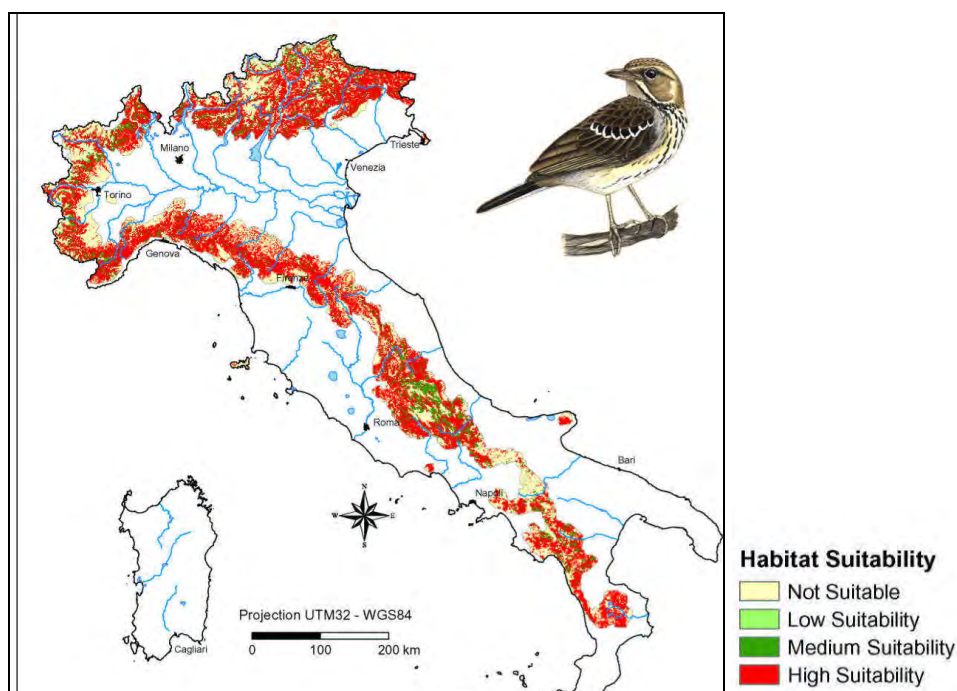 Milano
Trieste
Venezia
Torino
Genova
Firenze
Roma
Bari
Napoli
N
W
E
S
Projection UTM32 - WGS84
0 100 200 km
Cagliari
Habitat Suitability
Not Suitable
Low Suitability
Medium Suitability
High Suitability